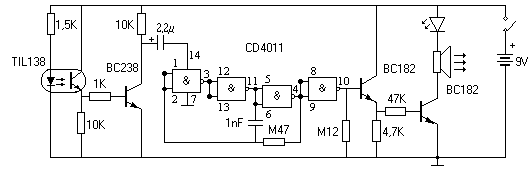 1,5K
10K
2,2µ
+
14
TIL138
BC238
CD4011
BC182
+
9V
1
&
3
2
7
12
&
11
13
5
&
4
6
8
&
10
9
1K
10K
1nF
M47
M12
47K
4,7K
BC182